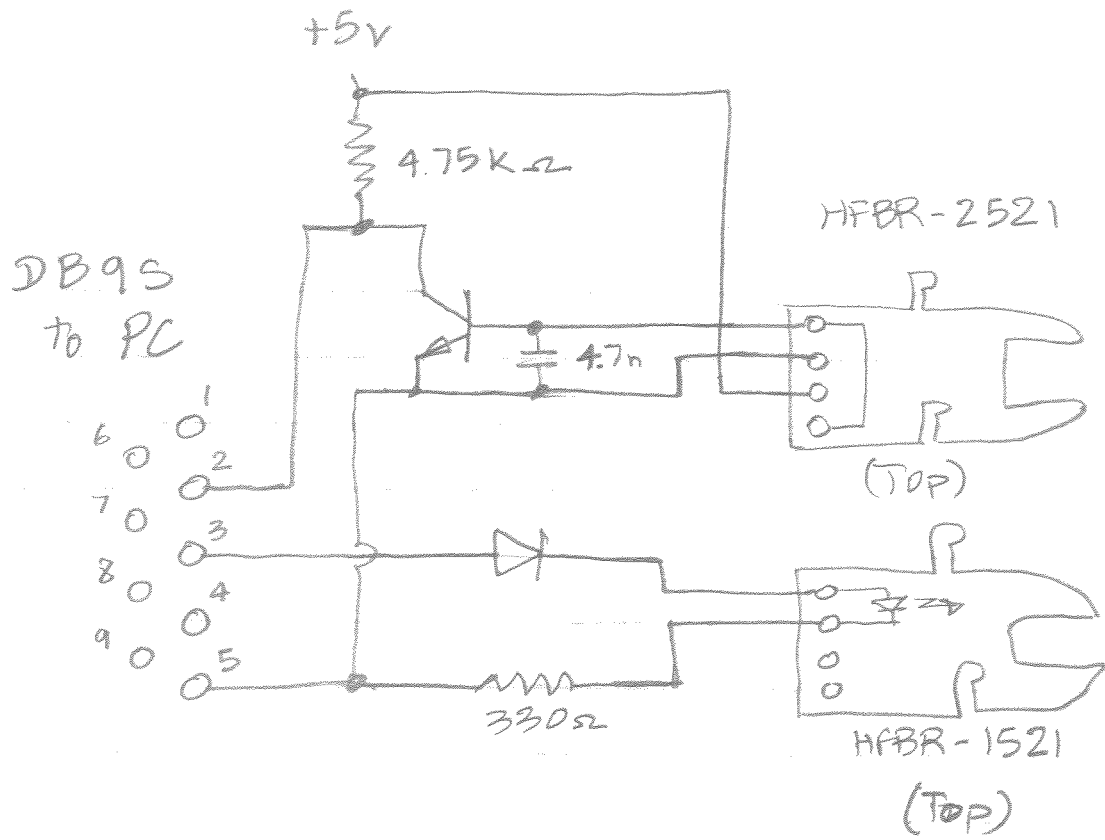 +5v
4.75KΩ
HFBR-2521
DB9S
to PC
4.7n
1
6
2
(Top)
7
3
8
4
9
5
330Ω
HFBR-1521
(Top)